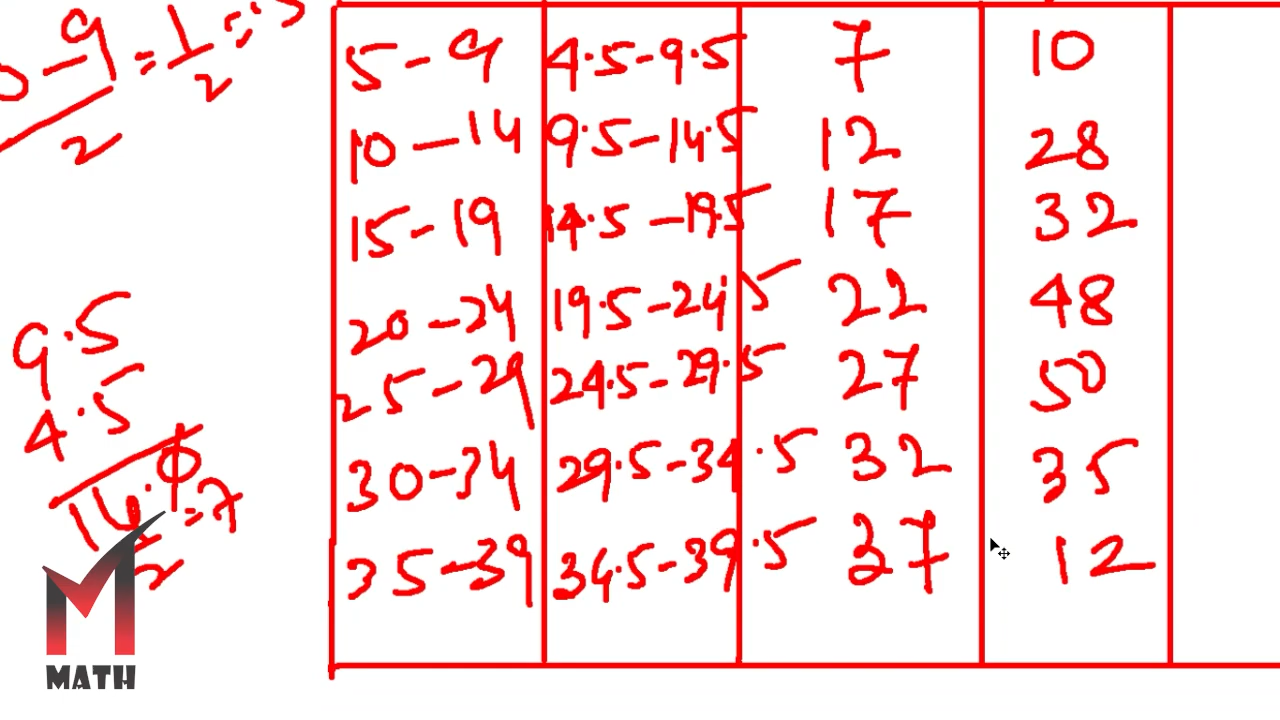 0-9/2 = 1/2 = .5
5-9 4.5-9.5 7 10
10-14 9.5-14.5 12 28
15-19 14.5-19.5 17 32
20-24 19.5-24.5 22 48
25-29 24.5-29.5 27 50
30-34 29.5-34.5 32 35
35-39 34.5-39.5 37 12
9.5
4.5
14.0/2 = 7
MATH